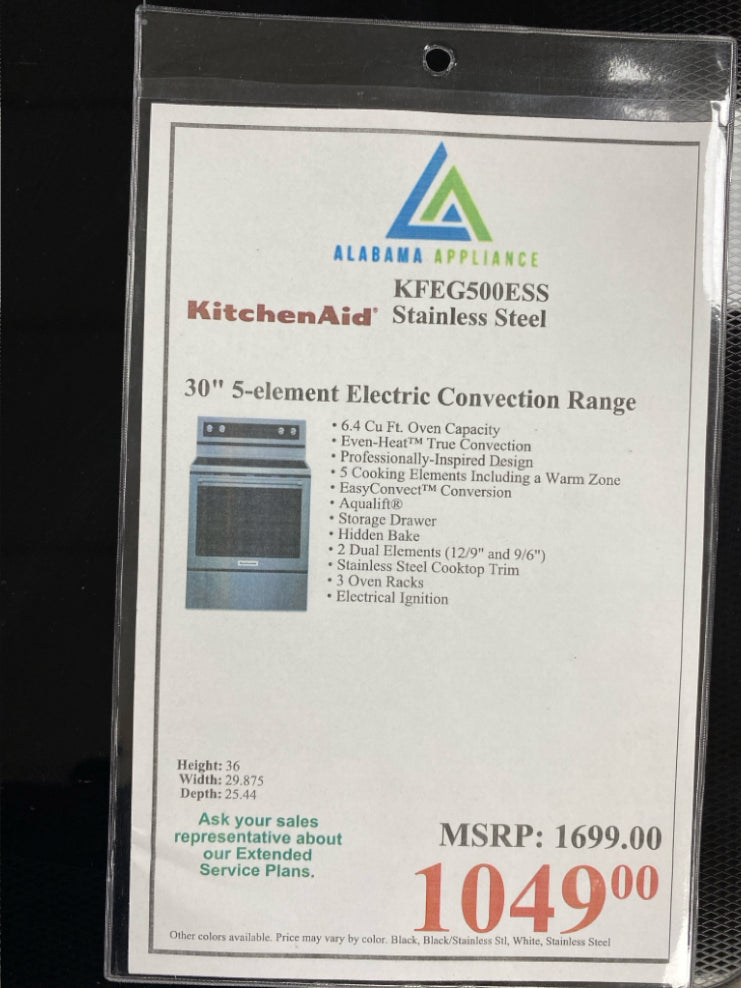 ALABAMA APPLIANCE
KFEG500ESS
KitchenAid® Stainless Steel
30" 5-element Electric Convection Range
• 6.4 Cu Ft. Oven Capacity
• Even-Heat™ True Convection
• Professionally-Inspired Design
• 5 Cooking Elements Including a Warm Zone
• EasyConvect™ Conversion
• Aqualift®
• Storage Drawer
• Hidden Bake
• 2 Dual Elements (12/9" and 9/6")
• Stainless Steel Cooktop Trim
• 3 Oven Racks
• Electrical Ignition
Height: 36
Width: 29.875
Depth: 25.44
Ask your sales
representative about
our Extended
Service Plans.
MSRP: 1699.00
104900
Other colors available. Price may vary by color. Black, Black/Stainless Stl, White, Stainless Steel